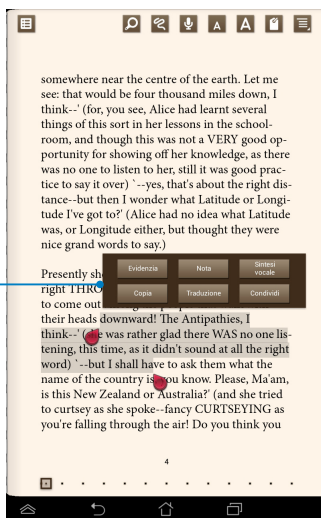 somewhere near the centre of the earth. Let me
see: that would be four thousand miles down, I
think--' (for, you see, Alice had learnt several
things of this sort in her lessons in the school-
room, and though this was not a VERY good op-
portunity for showing off her knowledge, as there
was no one to listen to her, still it was good prac-
tice to say it over) `--yes, that's about the right dis-
tance--but then I wonder what Latitude or Longi-
tude I've got to?' (Alice had no idea what Latitude
was, or Longitude either, but thought they were
nice grand words to say.)
Presently sh
Evidenzia Nota Sintesi vocale
right THRO
Copia Traduzione Condividi
to come out
their heads downward! The Antipathies, I
think--' ( he was rather glad there WAS no one lis-
tening, this time, as it didn't sound at all the right
word) `--but I shall have to ask them what the
name of the country is, you know. Please, Ma'am,
is this New Zealand or Australia?' (and she tried
to curtsey as she spoke--fancy CURTSEYING as
you're falling through the air! Do you think you
4